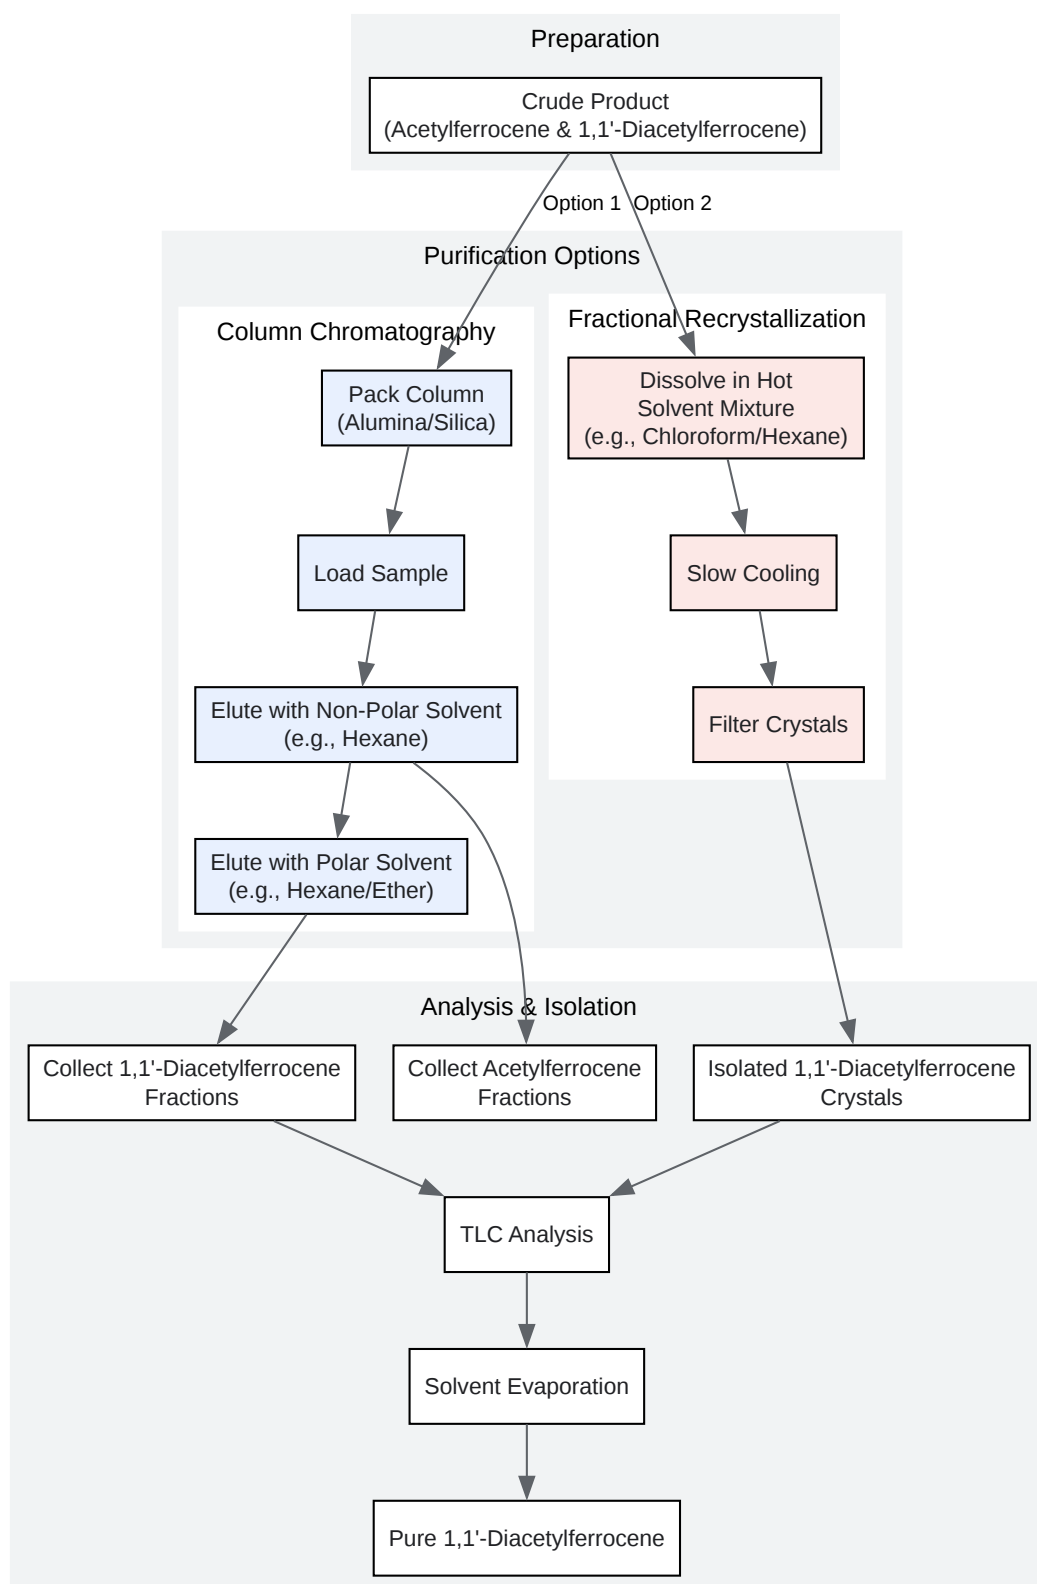 Preparation
Crude Product
(Acetylferrocene & 1,1'-Diacetylferrocene)
Option 1
Option 2
Purification Options
Column Chromatography
Pack Column
(Alumina/Silica)
Load Sample
Elute with Non-Polar Solvent
(e.g., Hexane)
Elute with Polar Solvent
(e.g., Hexane/Ether)
Fractional Recrystallization
Dissolve in Hot
Solvent Mixture
(e.g., Chloroform/Hexane)
Slow Cooling
Filter Crystals
Analysis & Isolation
Collect 1,1'-Diacetylferrocene
Fractions
Collect Acetylferrocene
Fractions
Isolated 1,1'-Diacetylferrocene
Crystals
TLC Analysis
Solvent Evaporation
Pure 1,1'-Diacetylferrocene